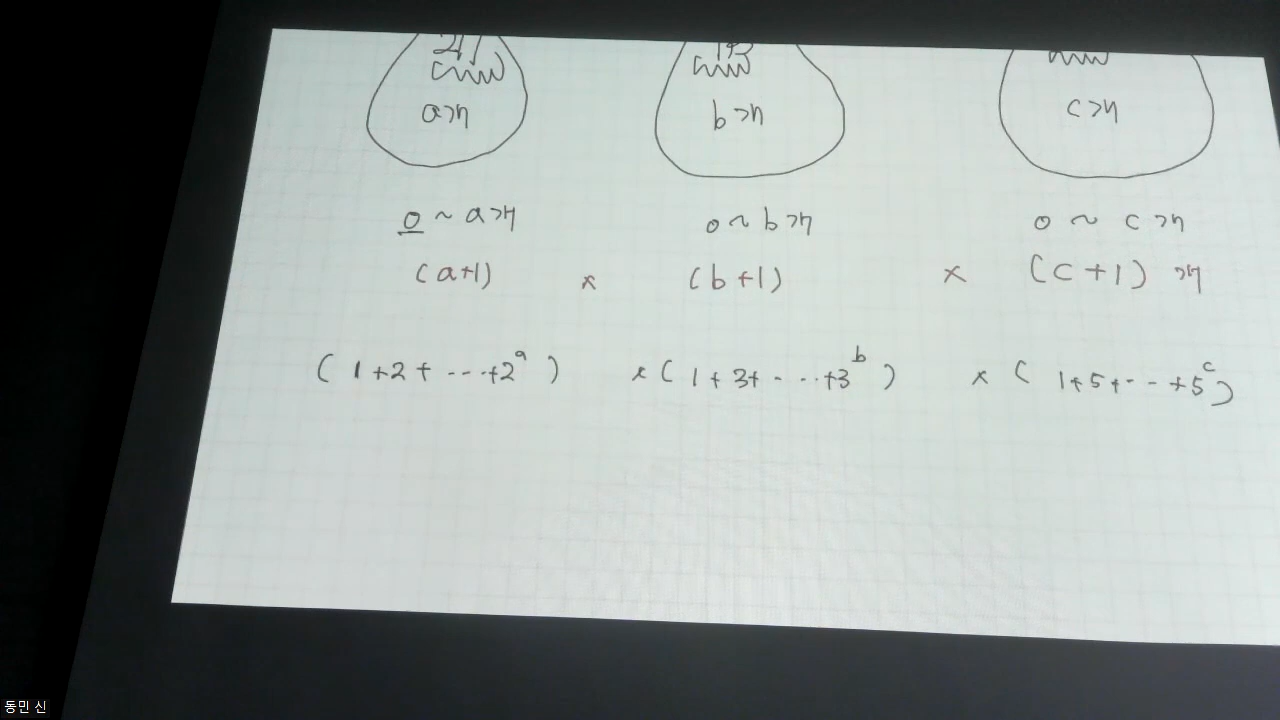 a개 b개 c개
0 ~ a개 0 ~ b개 0 ~ c개
(a+1) × (b+1) × (c+1) 개
(1+2+ ---+2^a) × (1+3+- --+3^b) × (1+5+-- -+5^c)
동민 신